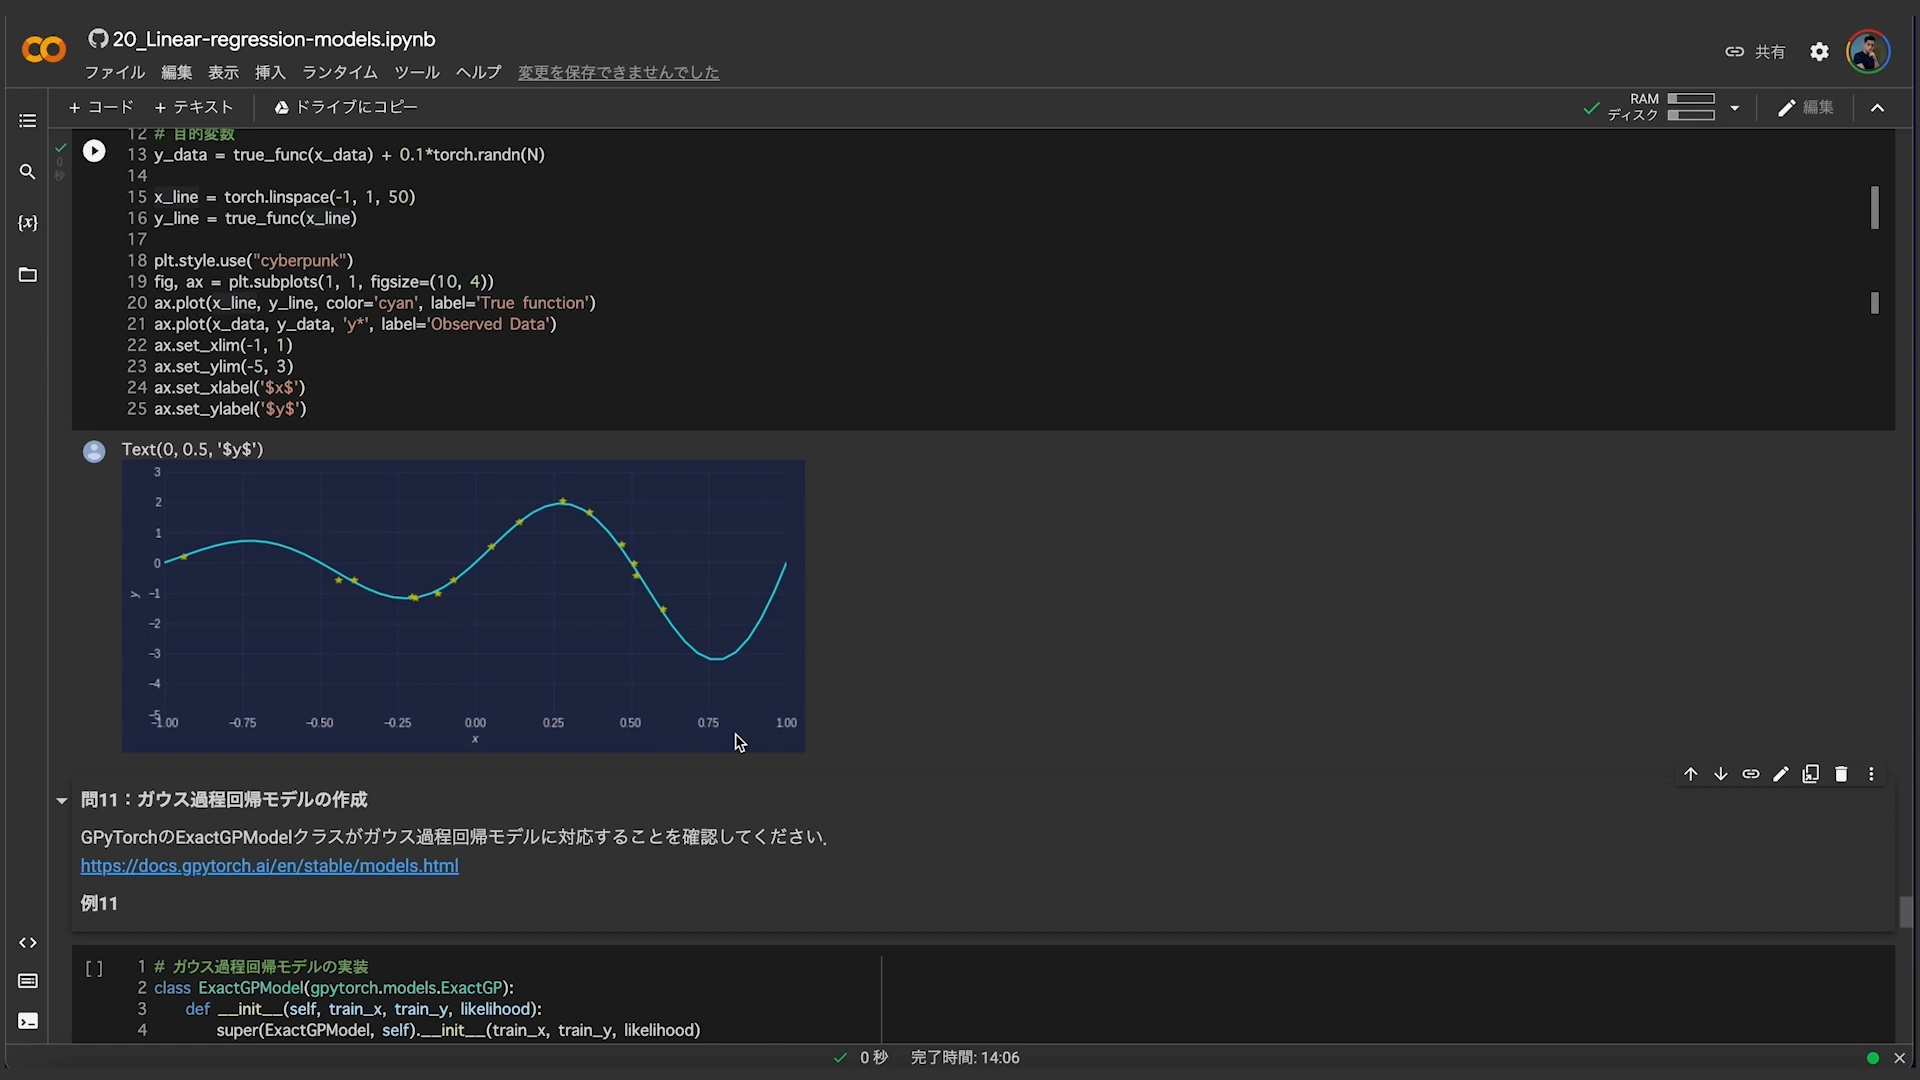 20_Linear-regression-models.ipynb
共有
ファイル 編集 表示 挿入 ランタイム ツール ヘルプ 変更を保存できませんでした
+ コード + テキスト ドライブにコピー
RAM
ディスク
編集
0
秒
12 # 目的変数
13 y_data = true_func(x_data) + 0.1*torch.randn(N)
14
15 x_line = torch.linspace(-1, 1, 50)
16 y_line = true_func(x_line)
17
18 plt.style.use("cyberpunk")
19 fig, ax = plt.subplots(1, 1, figsize=(10, 4))
20 ax.plot(x_line, y_line, color='cyan', label='True function')
21 ax.plot(x_data, y_data, 'y*', label='Observed Data')
22 ax.set_xlim(-1, 1)
23 ax.set_ylim(-5, 3)
24 ax.set_xlabel('$x$')
25 ax.set_ylabel('$y$')
Text(0, 0.5, '$y$')
3
2
1
0
−1
−2
−3
−4
−5
y
−1.00 −0.75 −0.50 −0.25 0.00 0.25 0.50 0.75 1.00
x
問11：ガウス過程回帰モデルの作成
GPyTorchのExactGPModelクラスがガウス過程回帰モデルに対応することを確認してください．
https://docs.gpytorch.ai/en/stable/models.html
例11
[ ]
1 # ガウス過程回帰モデルの実装
2 class ExactGPModel(gpytorch.models.ExactGP):
3 def __init__(self, train_x, train_y, likelihood):
4 super(ExactGPModel, self).__init__(train_x, train_y, likelihood)
0 秒 完了時間: 14:06